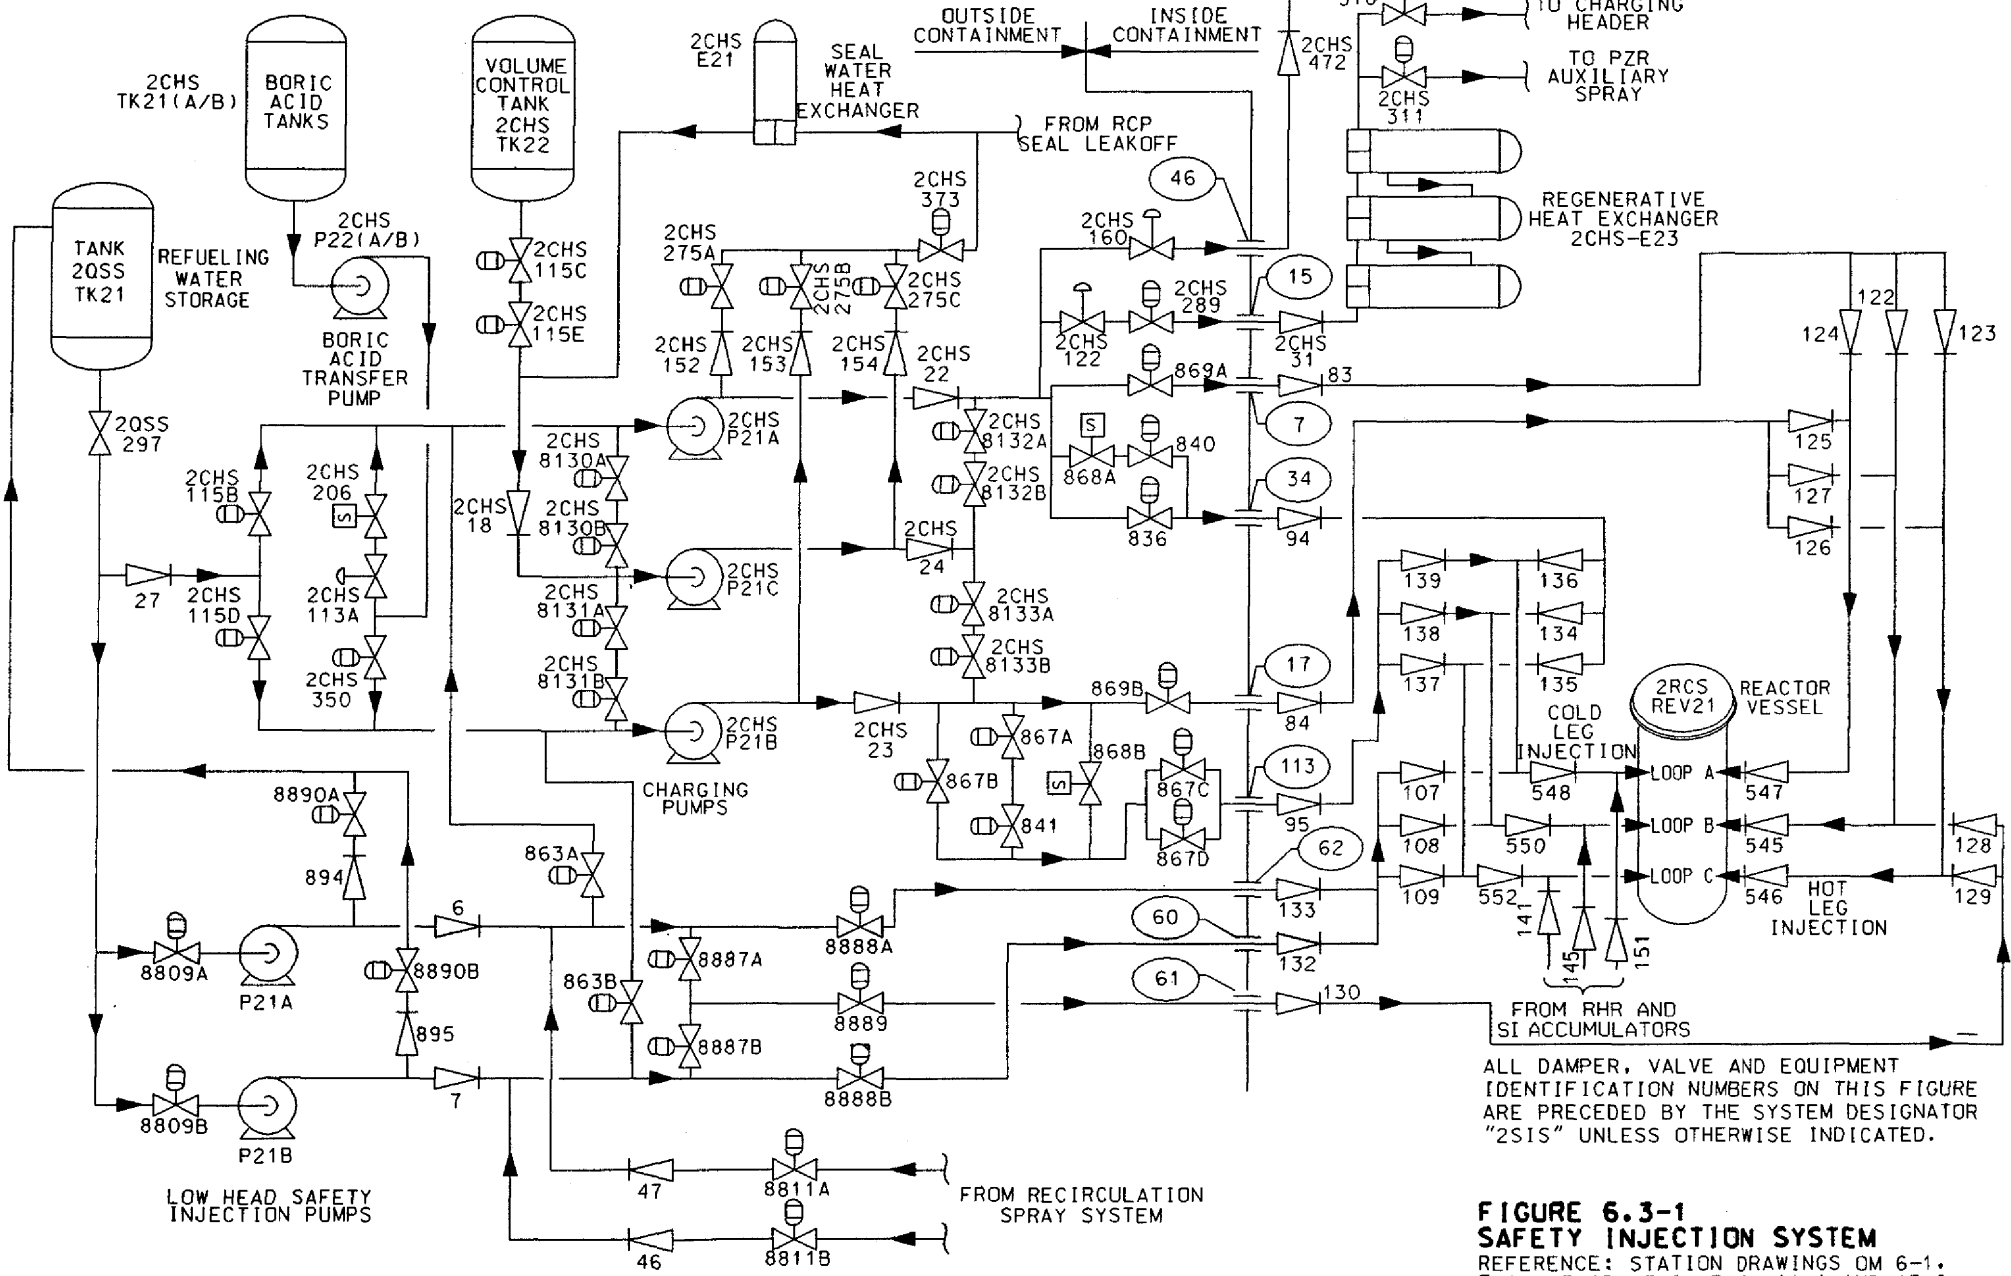 OUTSIDE
CONTAINMENT
INSIDE
CONTAINMENT
2CHS
472
TO CHARGING
HEADER
TO PZR
AUXILIARY
SPRAY
2CHS
311
2CHS
TK21(A/B)
BORIC
ACID
TANKS
VOLUME
CONTROL
TANK
2CHS
TK22
2CHS
E21
SEAL
WATER
HEAT
EXCHANGER
FROM RCP
SEAL LEAKOFF
46
REGENERATIVE
HEAT EXCHANGER
2CHS-E23
TANK
2QSS
TK21
REFUELING
WATER
STORAGE
2CHS
P22(A/B)
BORIC
ACID
TRANSFER
PUMP
2CHS
115C
2CHS
115E
2CHS
275A
2CHS
275B
2CHS
275C
2CHS
373
2CHS
160
15
2CHS
289
2CHS
122
2CHS
31
2CHS
152
2CHS
153
2CHS
154
2CHS
22
869A
83
7
124
122
123
2QSS
297
2CHS
P21A
2CHS
8130A
2CHS
8130B
2CHS
8132A
2CHS
8132B
S
868A
840
34
836
94
125
127
126
2CHS
115B
2CHS
206
S
2CHS
18
27
2CHS
115D
2CHS
113A
2CHS
350
2CHS
8131A
2CHS
8131B
2CHS
P21C
2CHS
24
2CHS
8133A
2CHS
8133B
139
136
138
134
137
135
869B
17
84
2CHS
P21B
2CHS
23
867A
867B
868B
S
841
867C
867D
113
95
CHARGING
PUMPS
COLD
LEG
INJECTION
2RCS
REV21
REACTOR
VESSEL
LOOP A
LOOP B
LOOP C
107
548
547
108
550
545
128
109
552
546
129
HOT
LEG
INJECTION
8890A
894
863A
62
6
133
8888A
60
8809A
P21A
8890B
8887A
132
141
145
151
863B
61
8889
130
895
8887B
FROM RHR AND
SI ACCUMULATORS
8809B
P21B
7
8888B
LOW HEAD SAFETY
INJECTION PUMPS
47
8811A
46
8811B
FROM RECIRCULATION
SPRAY SYSTEM
ALL DAMPER, VALVE AND EQUIPMENT
IDENTIFICATION NUMBERS ON THIS FIGURE
ARE PRECEDED BY THE SYSTEM DESIGNATOR
"2SIS" UNLESS OTHERWISE INDICATED.
FIGURE 6.3-1
SAFETY INJECTION SYSTEM
REFERENCE: STATION DRAWINGS OM 6-1,